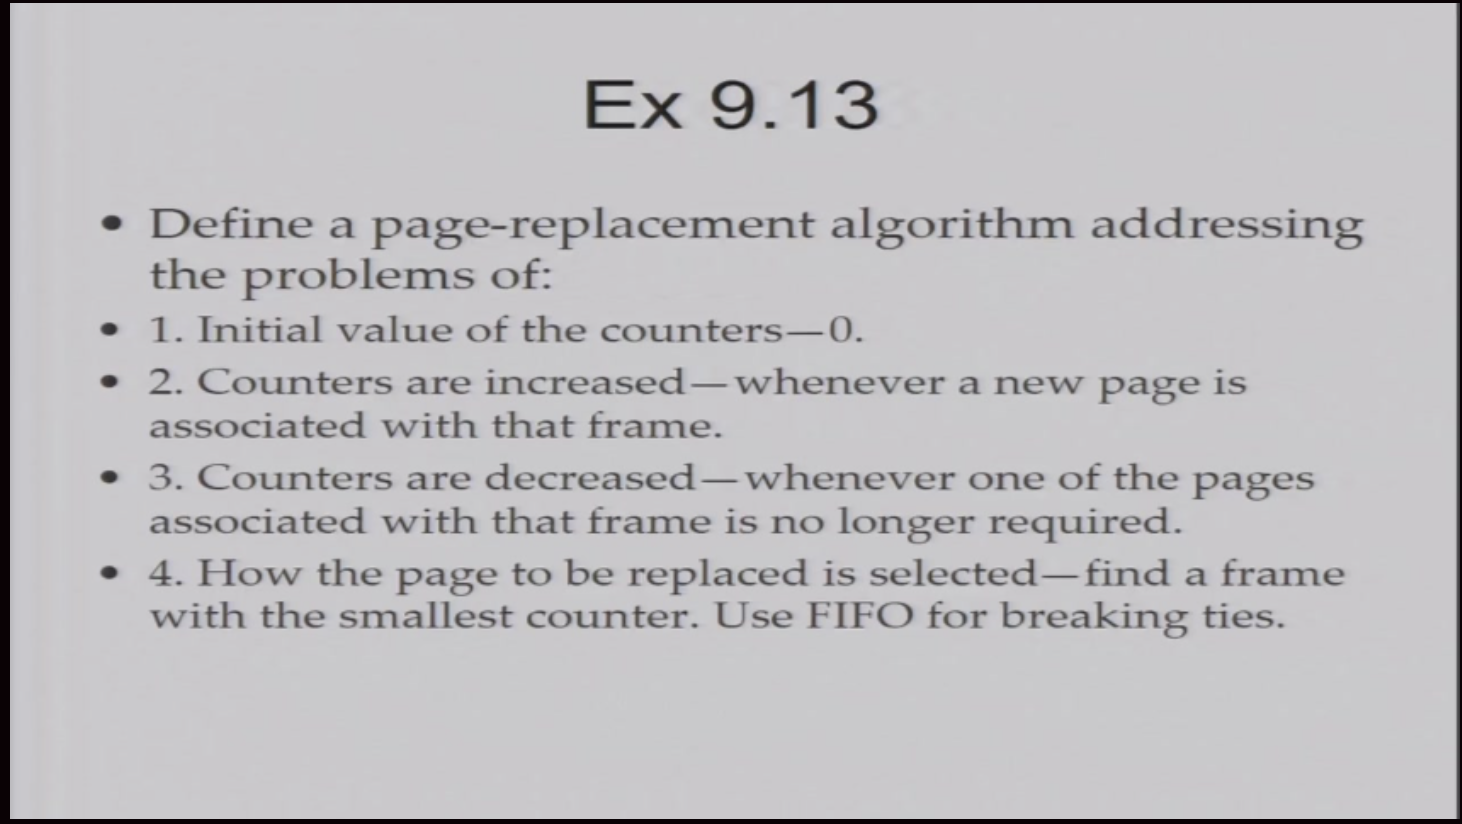 Ex 9.13
• Define a page-replacement algorithm addressing
the problems of:
• 1. Initial value of the counters—0.
• 2. Counters are increased—whenever a new page is
associated with that frame.
• 3. Counters are decreased—whenever one of the pages
associated with that frame is no longer required.
• 4. How the page to be replaced is selected—find a frame
with the smallest counter. Use FIFO for breaking ties.